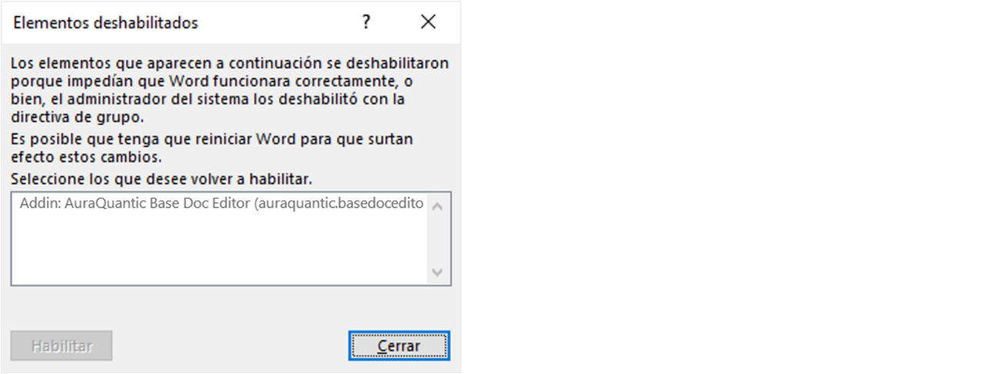 Elementos deshabilitados ?
Los elementos que aparecen a continuación se deshabilitaron
porque impedían que Word funcionara correctamente, o
bien, el administrador del sistema los deshabilitó con la
directiva de grupo.
Es posible que tenga que reiniciar Word para que surtan
efecto estos cambios.
Seleccione los que desee volver a habilitar.
Addin: AuraQuantic Base Doc Editor (auraquantic.basedocedito
Habilitar Cerrar